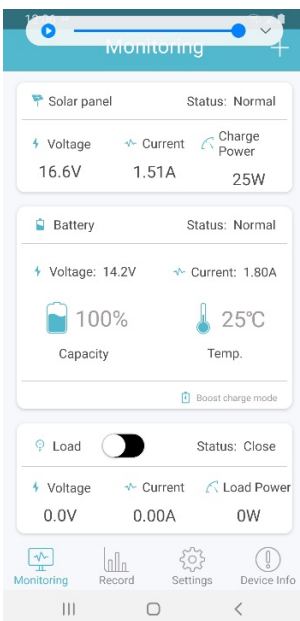 Monitoring
Solar panel Status: Normal
Voltage Current Charge Power
16.6V 1.51A 25W
Battery Status: Normal
Voltage: 14.2V Current: 1.80A
100% 25°C
Capacity Temp.
Boost charge mode
Load Status: Close
Voltage Current Load Power
0.0V 0.00A 0W
Monitoring Record Settings Device Info